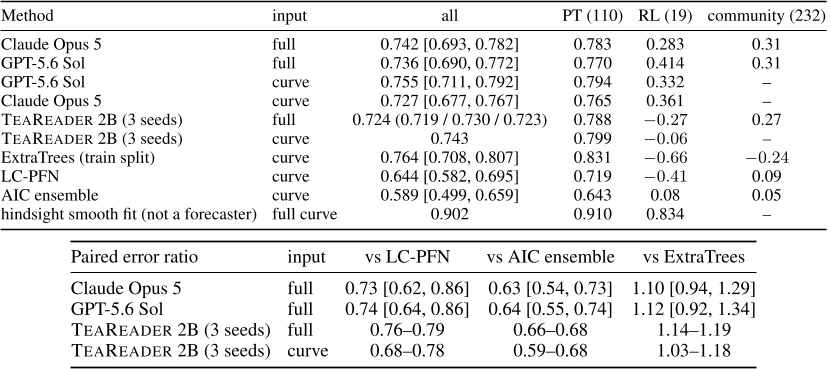 Method input all PT (110) RL (19) community (232)
Claude Opus 5 full 0.742 [0.693, 0.782] 0.783 0.283 0.31
GPT-5.6 Sol full 0.736 [0.690, 0.772] 0.770 0.414 0.31
GPT-5.6 Sol curve 0.755 [0.711, 0.792] 0.794 0.332 –
Claude Opus 5 curve 0.727 [0.677, 0.767] 0.765 0.361 –
TEAREADER 2B (3 seeds) full 0.724 (0.719 / 0.730 / 0.723) 0.788 −0.27 0.27
TEAREADER 2B (3 seeds) curve 0.743 0.799 −0.06 –
ExtraTrees (train split) curve 0.764 [0.708, 0.807] 0.831 −0.66 −0.24
LC-PFN curve 0.644 [0.582, 0.695] 0.719 −0.41 0.09
AIC ensemble curve 0.589 [0.499, 0.659] 0.643 0.08 0.05
hindsight smooth fit (not a forecaster) full curve 0.902 0.910 0.834 –
Paired error ratio input vs LC-PFN vs AIC ensemble vs ExtraTrees
Claude Opus 5 full 0.73 [0.62, 0.86] 0.63 [0.54, 0.73] 1.10 [0.94, 1.29]
GPT-5.6 Sol full 0.74 [0.64, 0.86] 0.64 [0.55, 0.74] 1.12 [0.92, 1.34]
TEAREADER 2B (3 seeds) full 0.76–0.79 0.66–0.68 1.14–1.19
TEAREADER 2B (3 seeds) curve 0.68–0.78 0.59–0.68 1.03–1.18